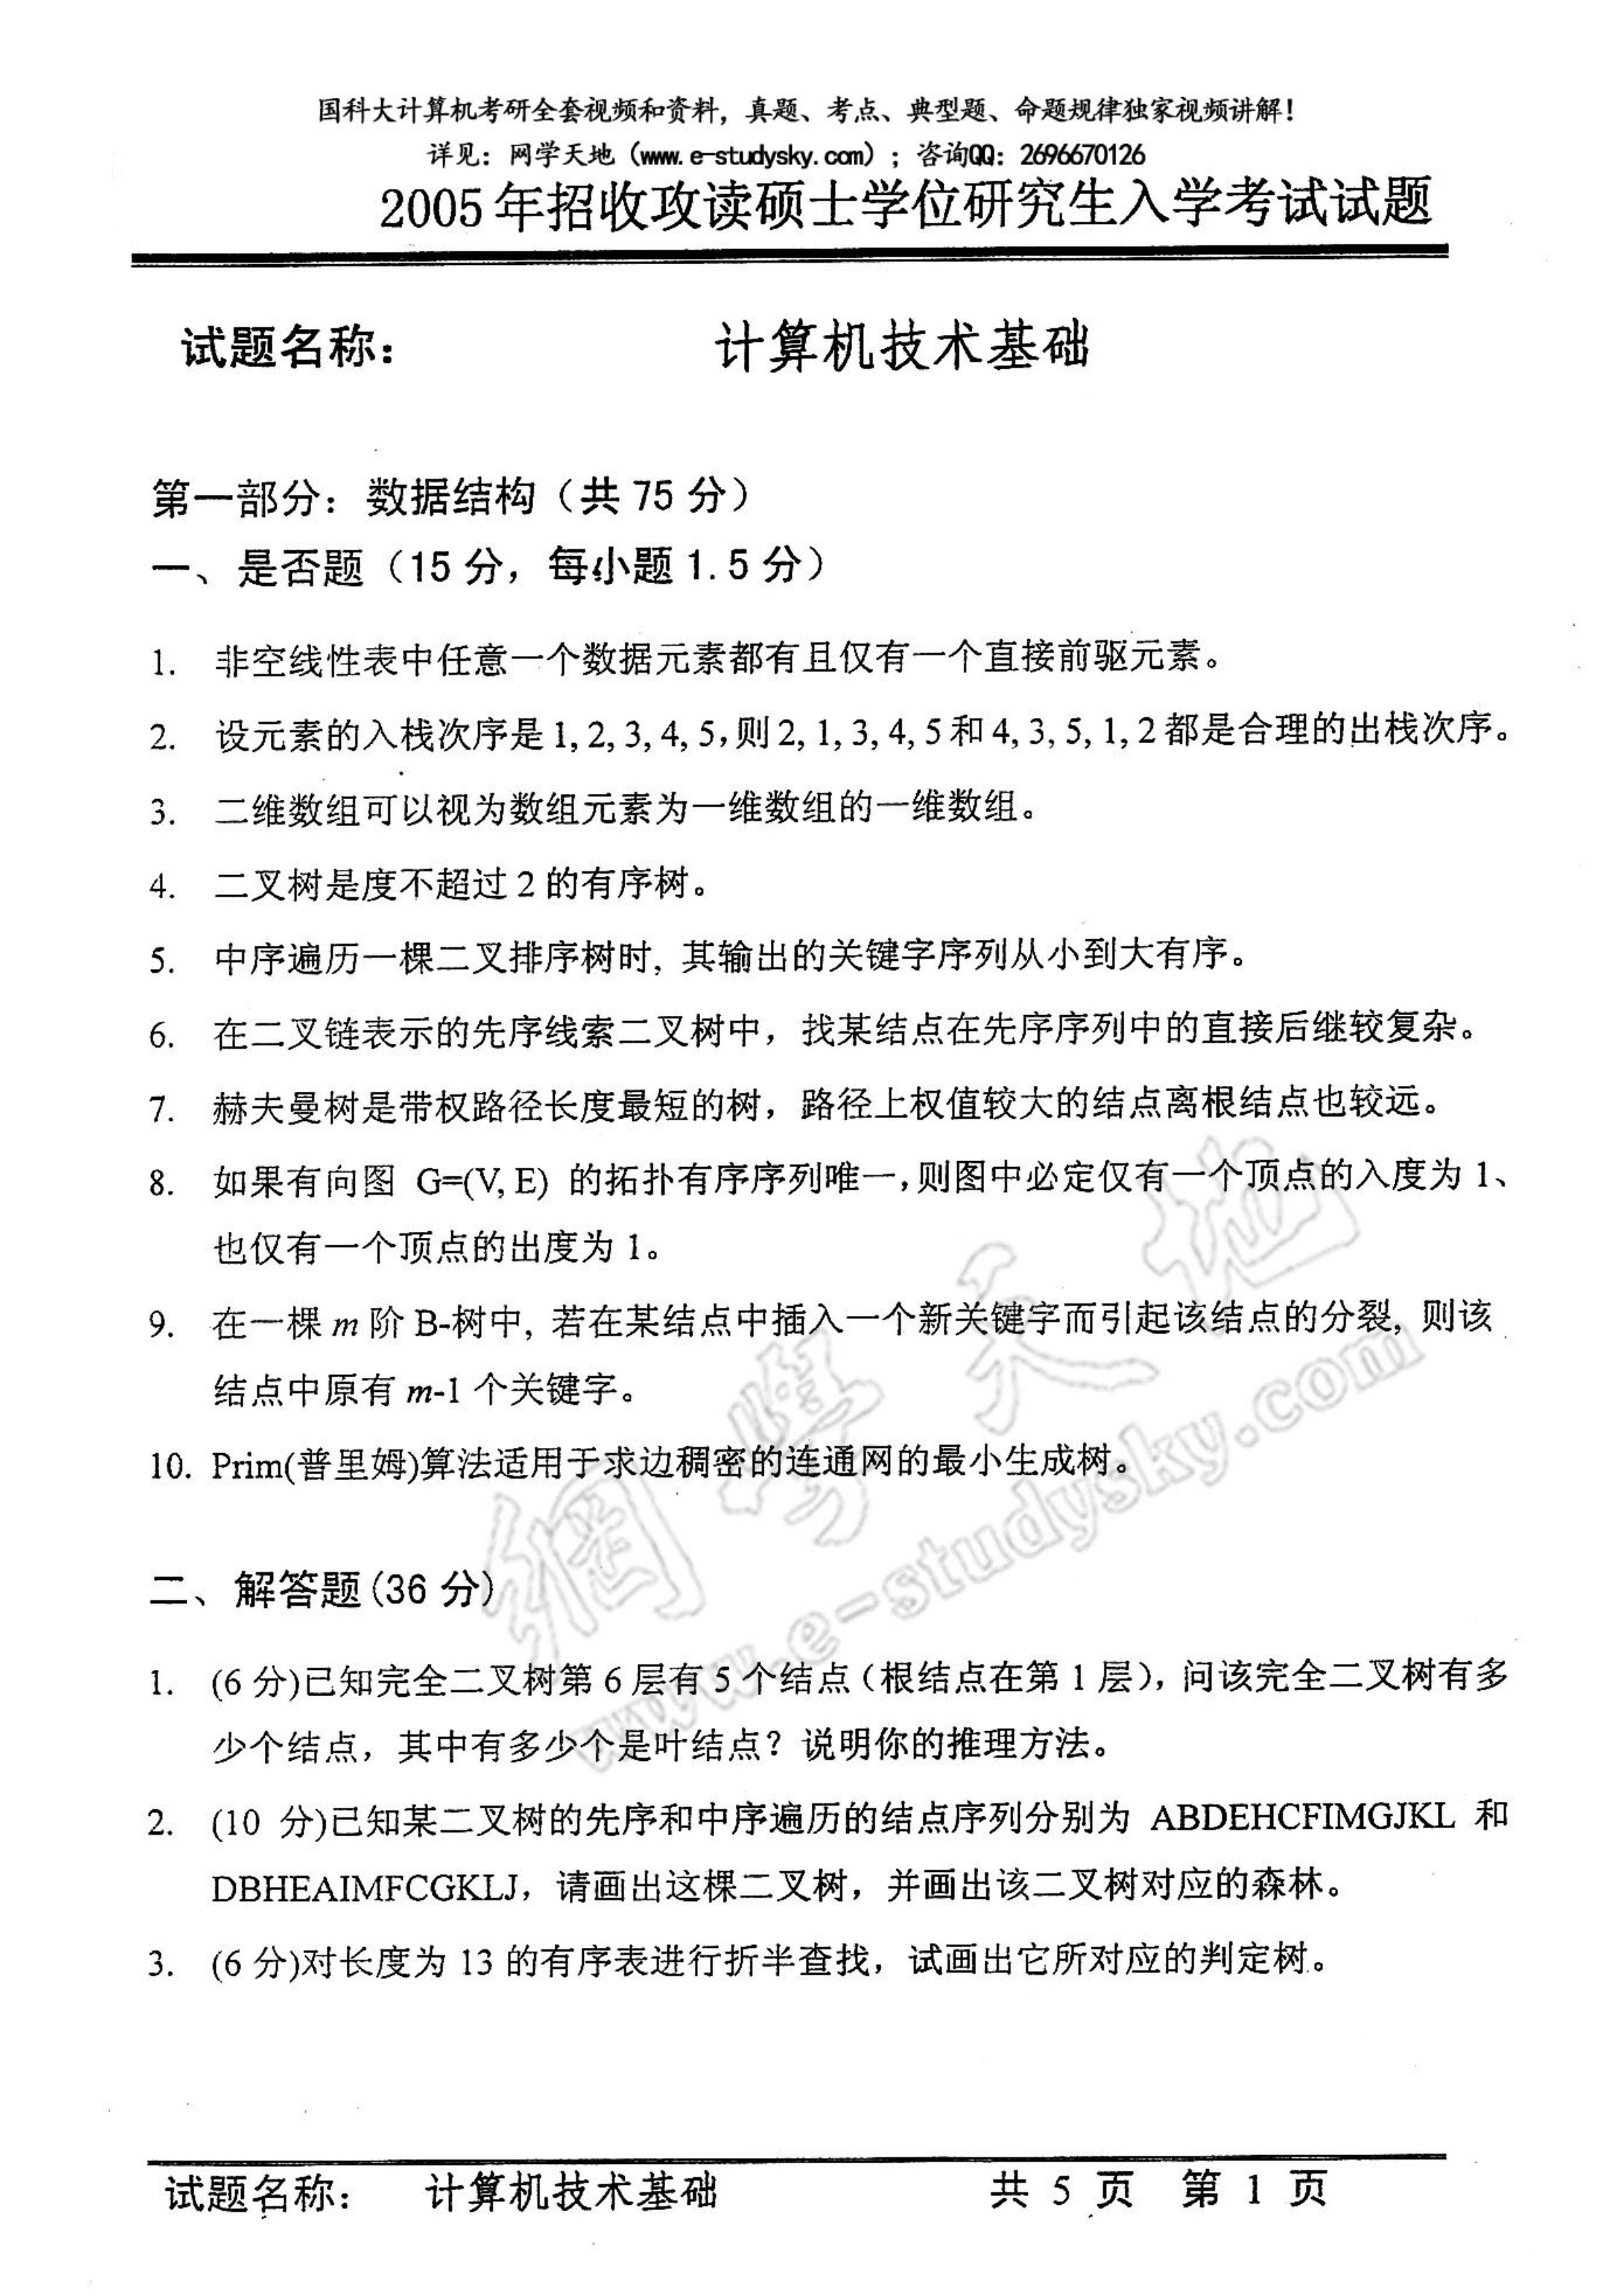 国科大计算机考研全套视频和资料，真题、考点、典型题、命题规律独家视频讲解！
详见：网学天地（www.e-studysky.com）；咨询QQ：2696670126
2005年招收攻读硕士学位研究生入学考试试题
试题名称： 计算机技术基础
第一部分：数据结构（共 75 分）
一、是否题（15 分，每小题 1.5 分）
1. 非空线性表中任意一个数据元素都有且仅有一个直接前驱元素。
2. 设元素的入栈次序是 1, 2, 3, 4, 5，则 2, 1, 3, 4, 5 和 4, 3, 5, 1, 2 都是合理的出栈次序。
3. 二维数组可以视为数组元素为一维数组的一维数组。
4. 二叉树是度不超过 2 的有序树。
5. 中序遍历一棵二叉排序树时, 其输出的关键字序列从小到大有序。
6. 在二叉链表示的先序线索二叉树中，找某结点在先序序列中的直接后继较复杂。
7. 赫夫曼树是带权路径长度最短的树，路径上权值较大的结点离根结点也较远。
8. 如果有向图 G=(V, E) 的拓扑有序序列唯一，则图中必定仅有一个顶点的入度为 1、
也仅有一个顶点的出度为 1。
9. 在一棵 m 阶 B-树中, 若在某结点中插入一个新关键字而引起该结点的分裂, 则该
结点中原有 m-1 个关键字。
10. Prim(普里姆)算法适用于求边稠密的连通网的最小生成树。
二、解答题(36 分)
1. (6 分)已知完全二叉树第 6 层有 5 个结点（根结点在第 1 层），问该完全二叉树有多
少个结点，其中有多少个是叶结点？说明你的推理方法。
2. (10 分)已知某二叉树的先序和中序遍历的结点序列分别为 ABDEHCFIMGJKL 和
DBHEAIMFCGKLJ，请画出这棵二叉树，并画出该二叉树对应的森林。
3. (6 分)对长度为 13 的有序表进行折半查找，试画出它所对应的判定树。
網學天地
www.e-studysky.com
试题名称： 计算机技术基础 共 5 页 第 1 页